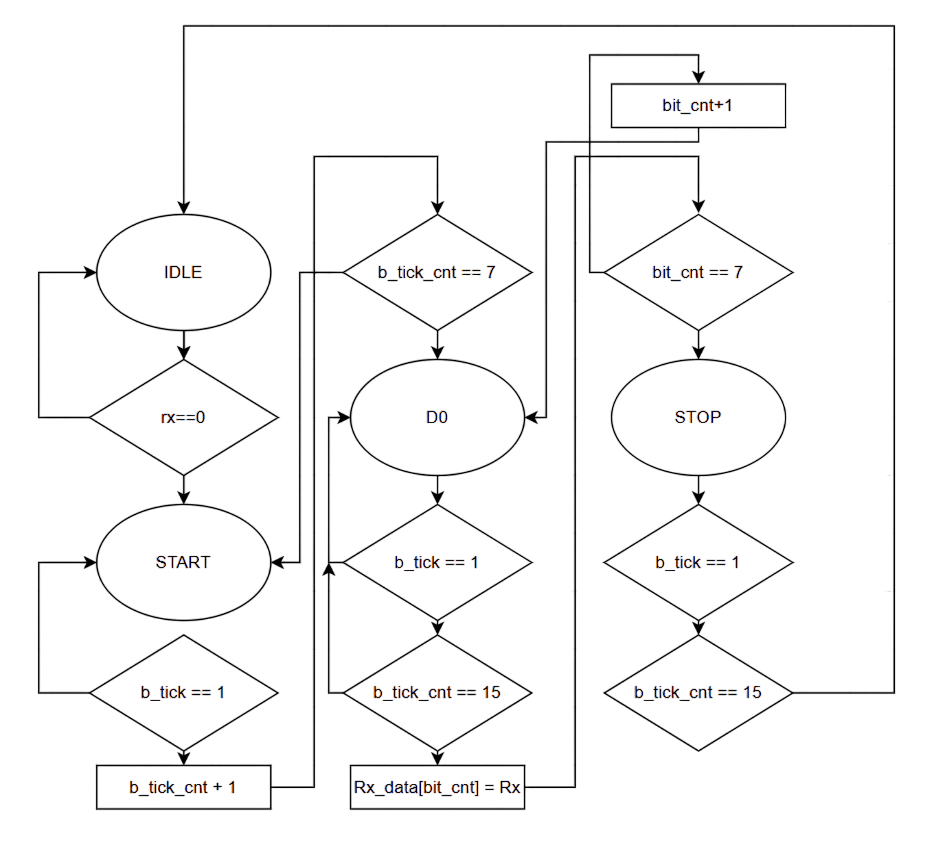 IDLE
rx==0
START
b_tick == 1
b_tick_cnt + 1
b_tick_cnt == 7
D0
b_tick == 1
b_tick_cnt == 15
Rx_data[bit_cnt] = Rx
bit_cnt+1
bit_cnt == 7
STOP
b_tick == 1
b_tick_cnt == 15